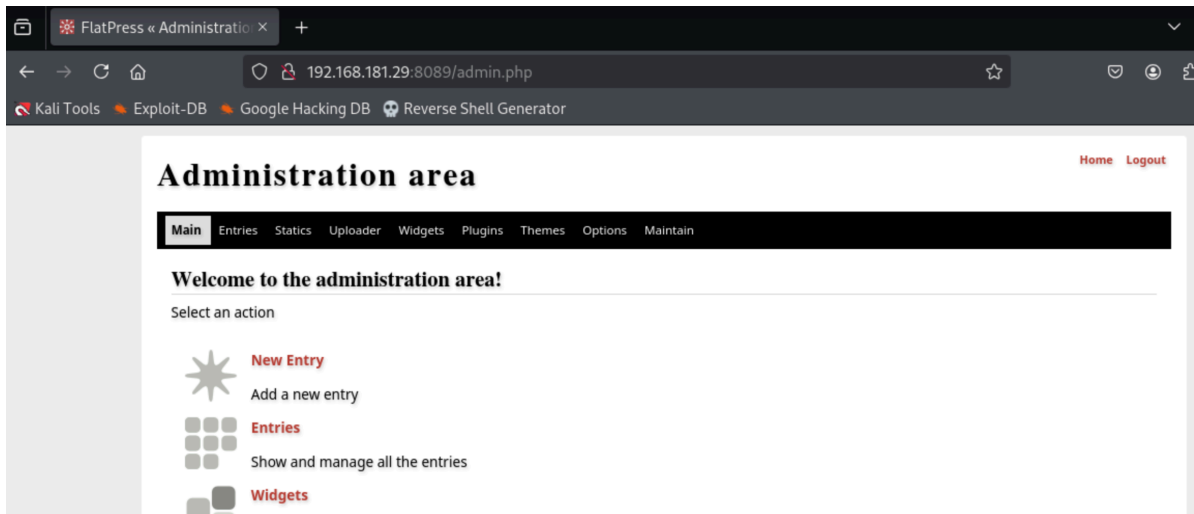 FlatPress « Administratio
192.168.181.29:8089/admin.php
Kali Tools Exploit-DB Google Hacking DB Reverse Shell Generator
Home Logout
Administration area
Main Entries Statics Uploader Widgets Plugins Themes Options Maintain
Welcome to the administration area!
Select an action
New Entry
Add a new entry
Entries
Show and manage all the entries
Widgets